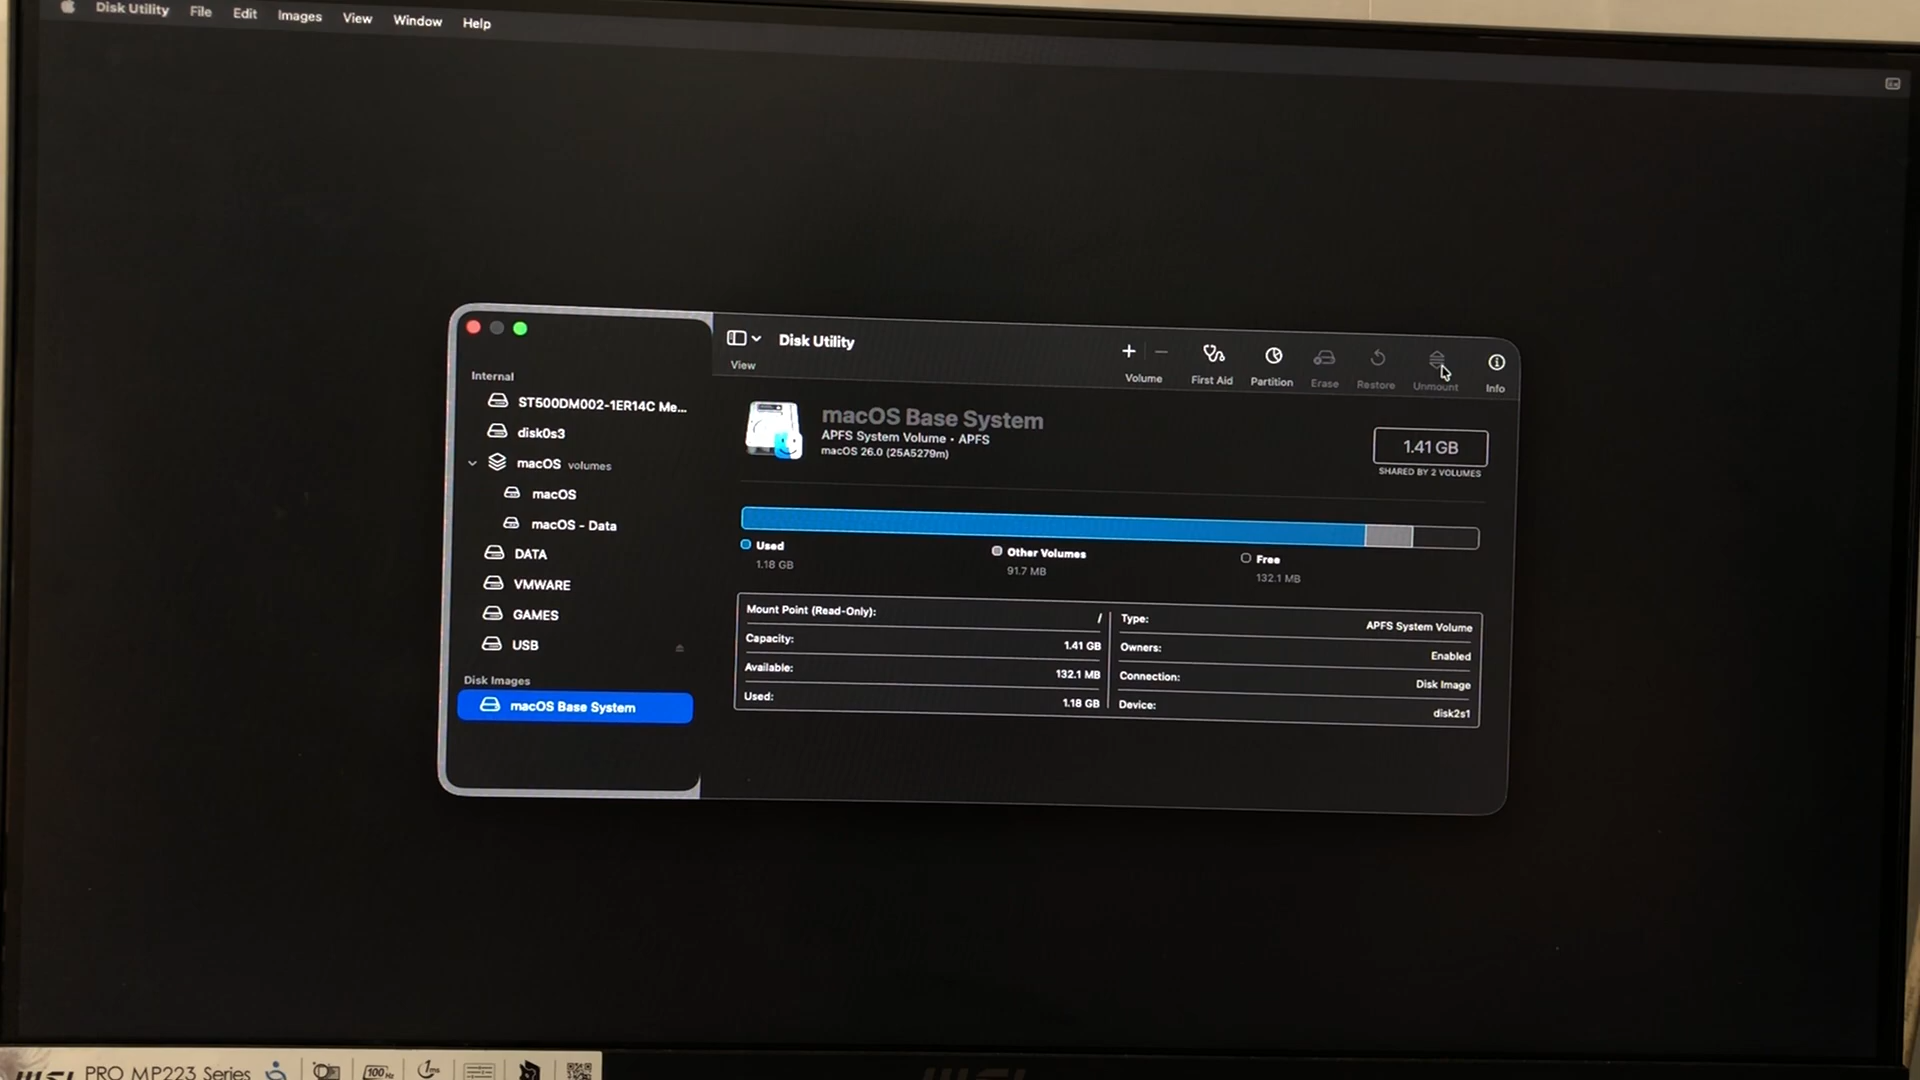 Disk Utility File Edit Images View Window Help
Disk Utility
View
Volume First Aid Partition Erase Restore Unmount Info
Internal
ST500DM002-1ER14C Me...
disk0s3
macOS volumes
macOS
macOS - Data
DATA
VMWARE
GAMES
USB
Disk Images
macOS Base System
macOS Base System
APFS System Volume • APFS
macOS 26.0 (25A5279m)
1.41 GB
SHARED BY 2 VOLUMES
Used
1.18 GB
Other Volumes
91.7 MB
Free
132.1 MB
Mount Point (Read-Only): /
Capacity: 1.41 GB
Available: 132.1 MB
Used: 1.18 GB
Type: APFS System Volume
Owners: Enabled
Connection: Disk Image
Device: disk2s1
msi PRO MP223 Series 100Hz 1ms